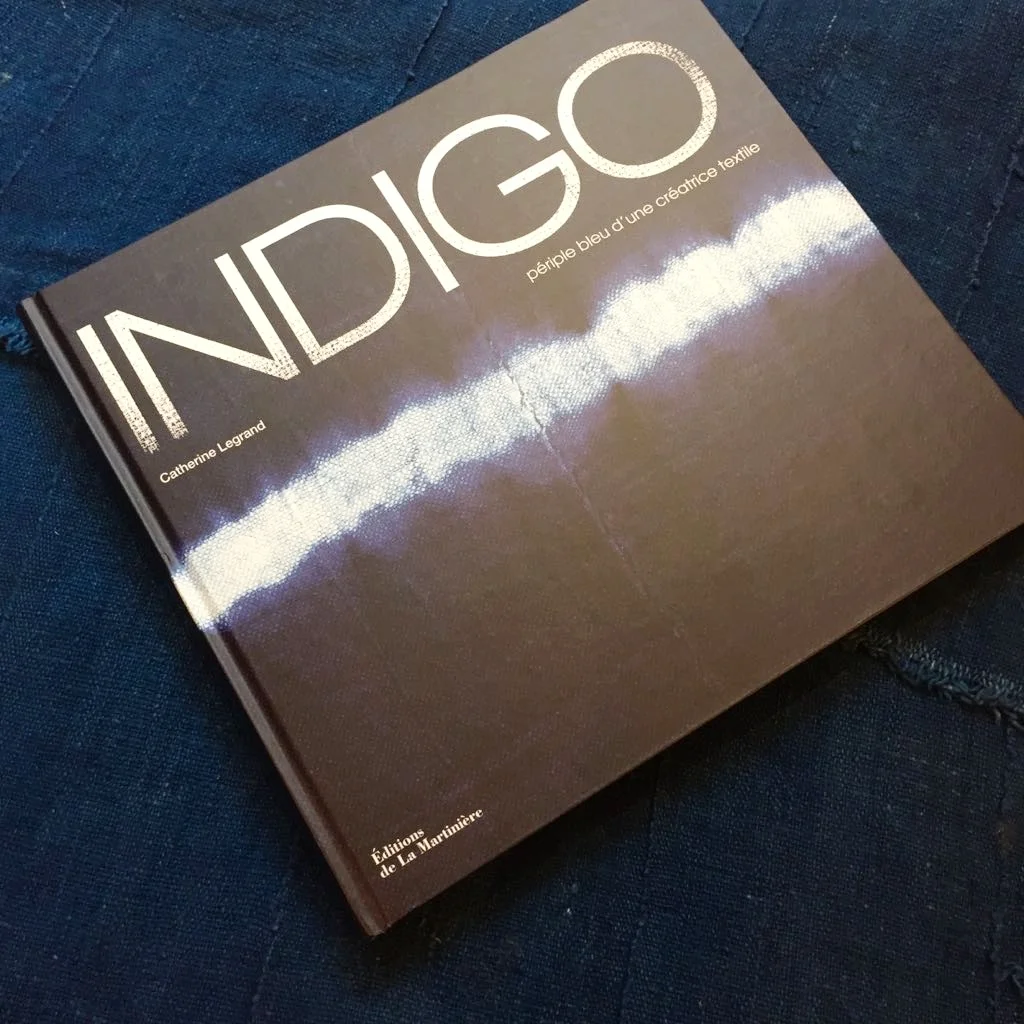 INDIGO
périple bleu d'une créatrice textile
Catherine Legrand
Éditions
de La Martinière